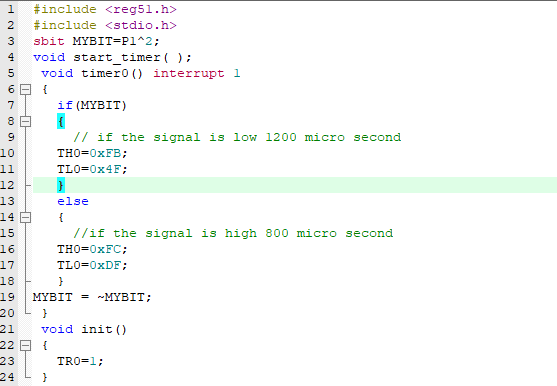 1 #include <reg51.h>
2 #include <stdio.h>
3 sbit MYBIT=P1^2;
4 void start_timer( );
5 void timer0() interrupt 1
6 {
7 if(MYBIT)
8 {
9 // if the signal is low 1200 micro second
10 TH0=0xFB;
11 TL0=0x4F;
12 }
13 else
14 {
15 //if the signal is high 800 micro second
16 TH0=0xFC;
17 TL0=0xDF;
18 }
19 MYBIT = ~MYBIT;
20 }
21 void init()
22 {
23 TR0=1;
24 }